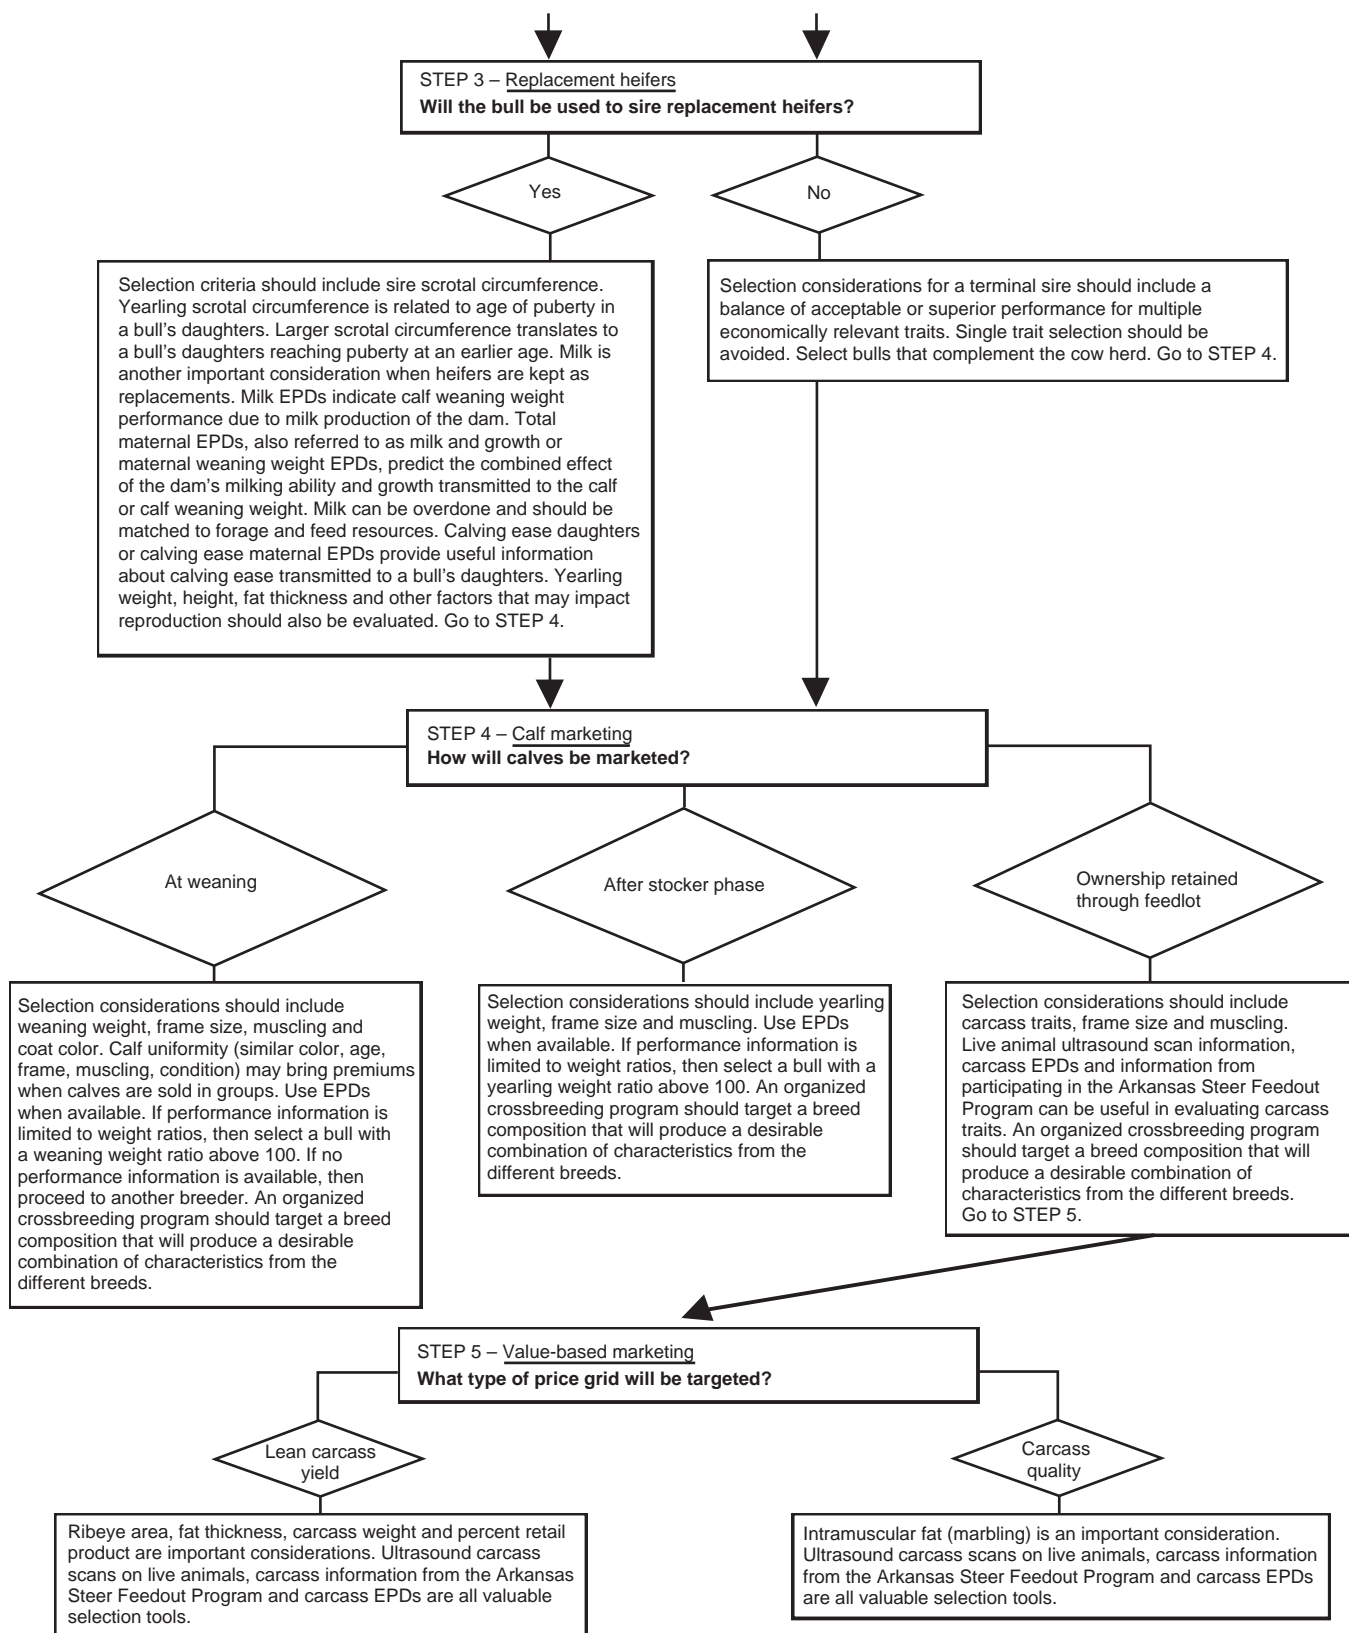 STEP 3 – Replacement heifers
Will the bull be used to sire replacement heifers?
Yes
No
Selection criteria should include sire scrotal circumference.
Yearling scrotal circumference is related to age of puberty in
a bull's daughters. Larger scrotal circumference translates to
a bull's daughters reaching puberty at an earlier age. Milk is
another important consideration when heifers are kept as
replacements. Milk EPDs indicate calf weaning weight
performance due to milk production of the dam. Total
maternal EPDs, also referred to as milk and growth or
maternal weaning weight EPDs, predict the combined effect
of the dam's milking ability and growth transmitted to the calf
or calf weaning weight. Milk can be overdone and should be
matched to forage and feed resources. Calving ease daughters
or calving ease maternal EPDs provide useful information
about calving ease transmitted to a bull's daughters. Yearling
weight, height, fat thickness and other factors that may impact
reproduction should also be evaluated. Go to STEP 4.
Selection considerations for a terminal sire should include a
balance of acceptable or superior performance for multiple
economically relevant traits. Single trait selection should be
avoided. Select bulls that complement the cow herd. Go to STEP 4.
STEP 4 – Calf marketing
How will calves be marketed?
At weaning
After stocker phase
Ownership retained
through feedlot
Selection considerations should include
weaning weight, frame size, muscling and
coat color. Calf uniformity (similar color, age,
frame, muscling, condition) may bring premiums
when calves are sold in groups. Use EPDs
when available. If performance information is
limited to weight ratios, then select a bull with
a weaning weight ratio above 100. If no
performance information is available, then
proceed to another breeder. An organized
crossbreeding program should target a breed
composition that will produce a desirable
combination of characteristics from the
different breeds.
Selection considerations should include yearling
weight, frame size and muscling. Use EPDs
when available. If performance information is
limited to weight ratios, then select a bull with a
yearling weight ratio above 100. An organized
crossbreeding program should target a breed
composition that will produce a desirable
combination of characteristics from the
different breeds.
Selection considerations should include
carcass traits, frame size and muscling.
Live animal ultrasound scan information,
carcass EPDs and information from
participating in the Arkansas Steer Feedout
Program can be useful in evaluating carcass
traits. An organized crossbreeding program
should target a breed composition that will
produce a desirable combination of
characteristics from the different breeds.
Go to STEP 5.
STEP 5 – Value-based marketing
What type of price grid will be targeted?
Lean carcass
yield
Carcass
quality
Ribeye area, fat thickness, carcass weight and percent retail
product are important considerations. Ultrasound carcass
scans on live animals, carcass information from the Arkansas
Steer Feedout Program and carcass EPDs are all valuable
selection tools.
Intramuscular fat (marbling) is an important consideration.
Ultrasound carcass scans on live animals, carcass information
from the Arkansas Steer Feedout Program and carcass EPDs
are all valuable selection tools.